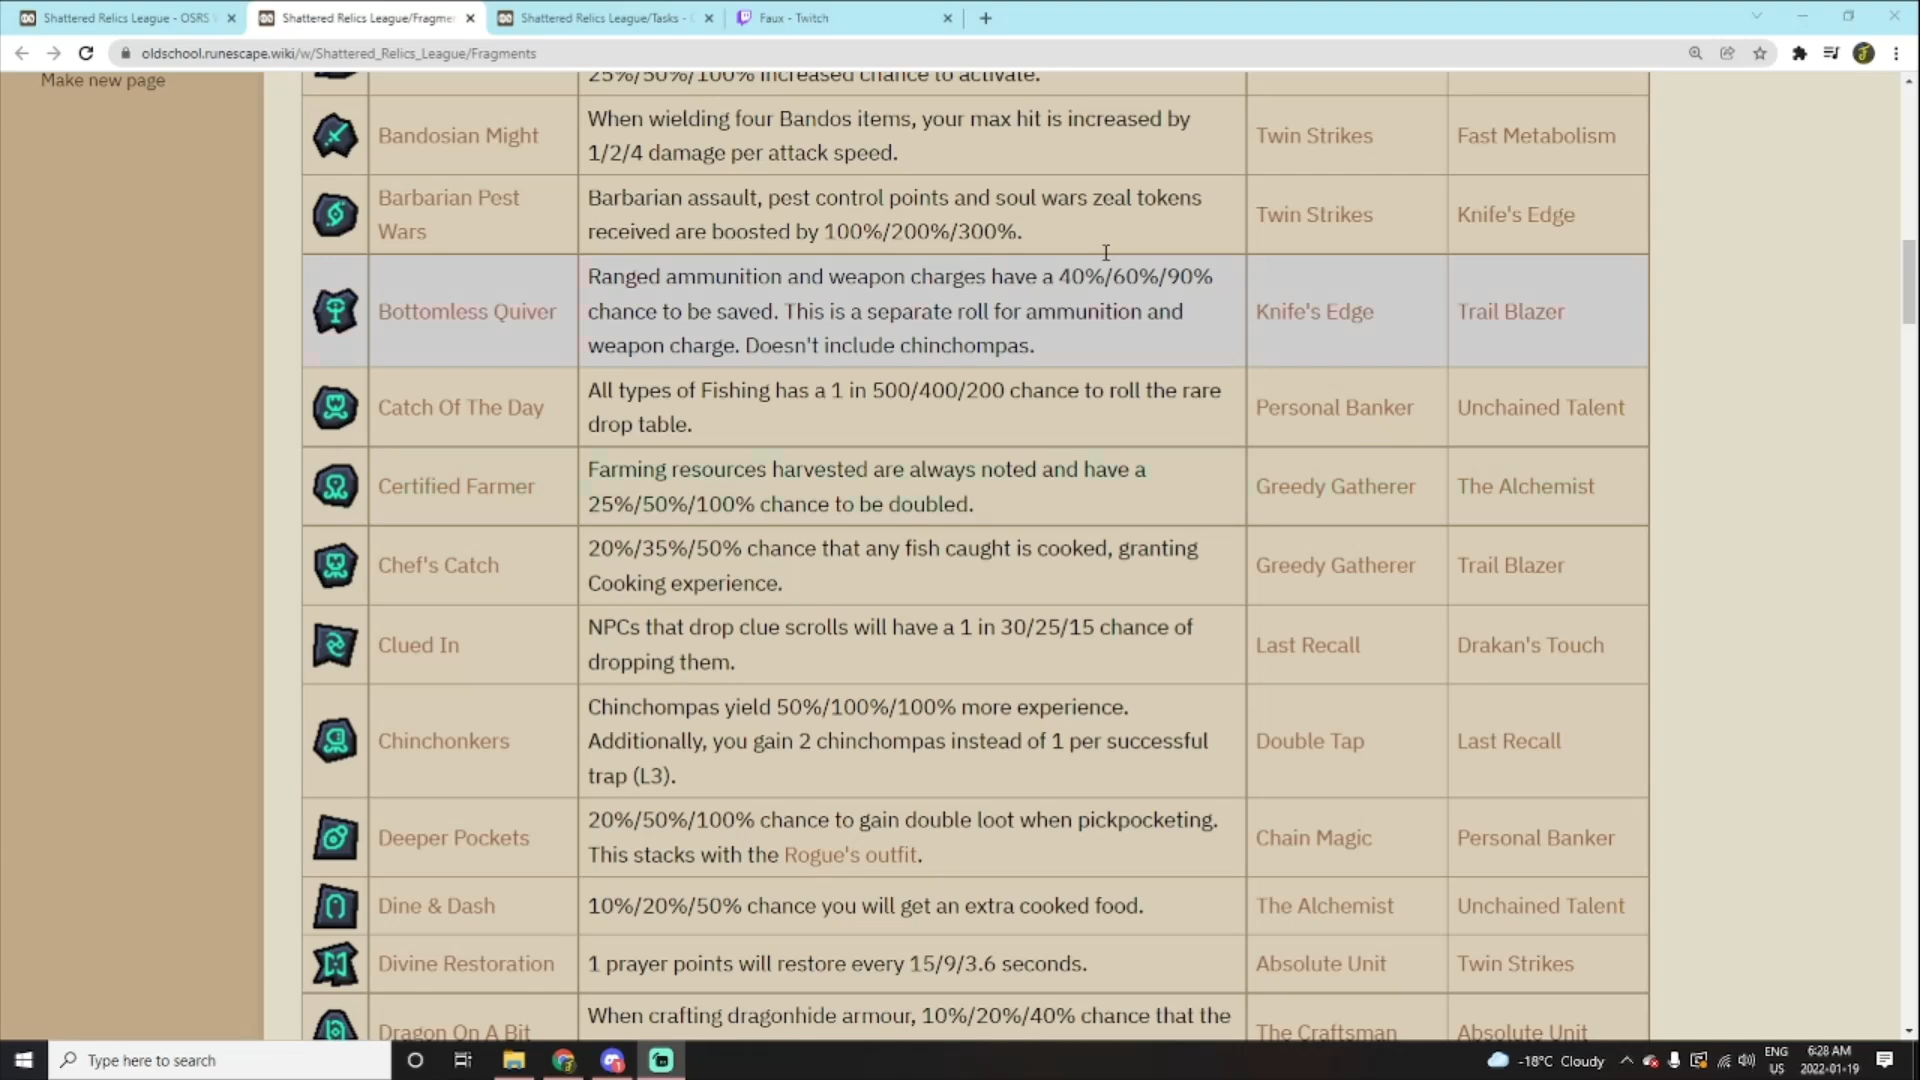 Shattered Relics League - OSRS
Shattered Relics League/Fragme
Shattered Relics League/Tasks -
Faux - Twitch
oldschool.runescape.wiki/w/Shattered_Relics_League/Fragments
Make new page
25%/50%/100% increased chance to activate.
Bandosian Might
When wielding four Bandos items, your max hit is increased by
1/2/4 damage per attack speed.
Twin Strikes
Fast Metabolism
Barbarian Pest
Wars
Barbarian assault, pest control points and soul wars zeal tokens
received are boosted by 100%/200%/300%.
Twin Strikes
Knife's Edge
Bottomless Quiver
Ranged ammunition and weapon charges have a 40%/60%/90%
chance to be saved. This is a separate roll for ammunition and
weapon charge. Doesn't include chinchompas.
Knife's Edge
Trail Blazer
Catch Of The Day
All types of Fishing has a 1 in 500/400/200 chance to roll the rare
drop table.
Personal Banker
Unchained Talent
Certified Farmer
Farming resources harvested are always noted and have a
25%/50%/100% chance to be doubled.
Greedy Gatherer
The Alchemist
Chef's Catch
20%/35%/50% chance that any fish caught is cooked, granting
Cooking experience.
Greedy Gatherer
Trail Blazer
Clued In
NPCs that drop clue scrolls will have a 1 in 30/25/15 chance of
dropping them.
Last Recall
Drakan's Touch
Chinchonkers
Chinchompas yield 50%/100%/100% more experience.
Additionally, you gain 2 chinchompas instead of 1 per successful
trap (L3).
Double Tap
Last Recall
Deeper Pockets
20%/50%/100% chance to gain double loot when pickpocketing.
This stacks with the Rogue's outfit.
Chain Magic
Personal Banker
Dine & Dash
10%/20%/50% chance you will get an extra cooked food.
The Alchemist
Unchained Talent
Divine Restoration
1 prayer points will restore every 15/9/3.6 seconds.
Absolute Unit
Twin Strikes
Dragon On A Bit
When crafting dragonhide armour, 10%/20%/40% chance that the
The Craftsman
Absolute Unit
Type here to search
-18°C Cloudy
ENG
US
6:28 AM
2022-01-19